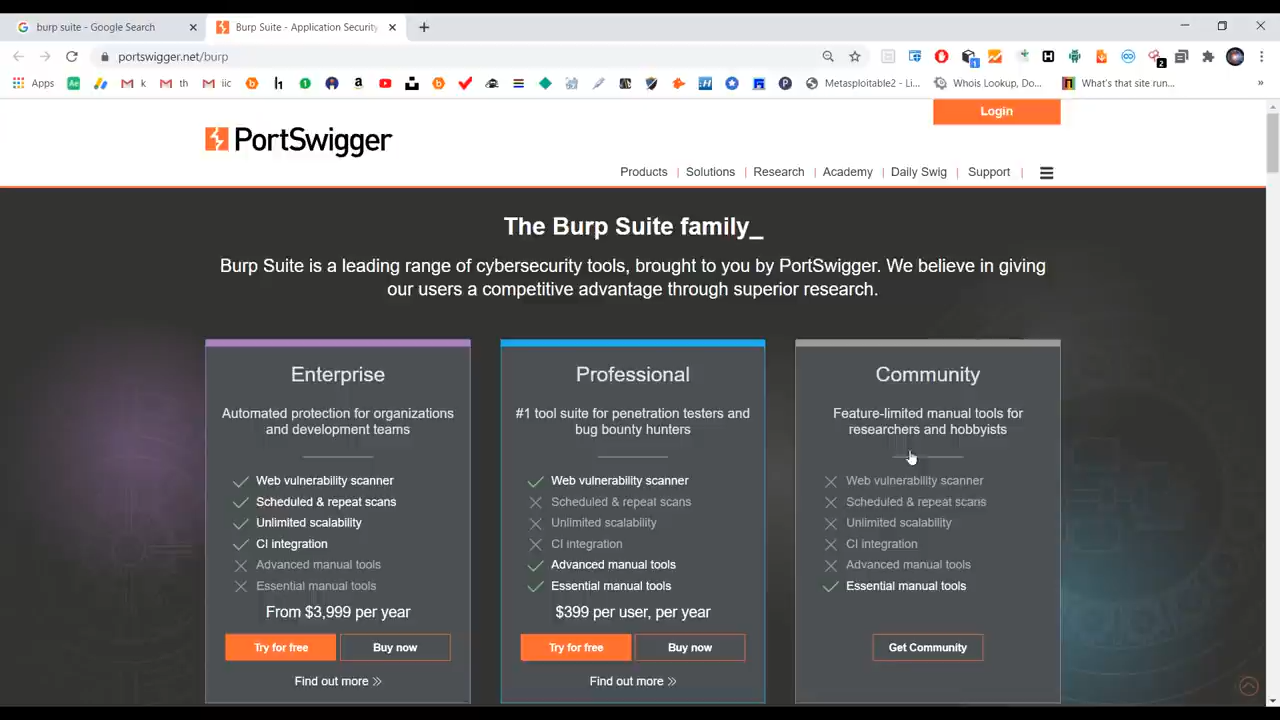 burp suite - Google Search
Burp Suite - Application Security
portswigger.net/burp
Apps
k
th
iic
Metasploitable2 - Li...
Whois Lookup, Do...
What's that site run...
Login
PortSwigger
Products | Solutions | Research | Academy | Daily Swig | Support |
The Burp Suite family_
Burp Suite is a leading range of cybersecurity tools, brought to you by PortSwigger. We believe in giving
our users a competitive advantage through superior research.
Enterprise
Automated protection for organizations
and development teams
Web vulnerability scanner
Scheduled & repeat scans
Unlimited scalability
CI integration
Advanced manual tools
Essential manual tools
From $3,999 per year
Try for free
Buy now
Find out more
Professional
#1 tool suite for penetration testers and
bug bounty hunters
Web vulnerability scanner
Scheduled & repeat scans
Unlimited scalability
CI integration
Advanced manual tools
Essential manual tools
$399 per user, per year
Try for free
Buy now
Find out more
Community
Feature-limited manual tools for
researchers and hobbyists
Web vulnerability scanner
Scheduled & repeat scans
Unlimited scalability
CI integration
Advanced manual tools
Essential manual tools
Get Community